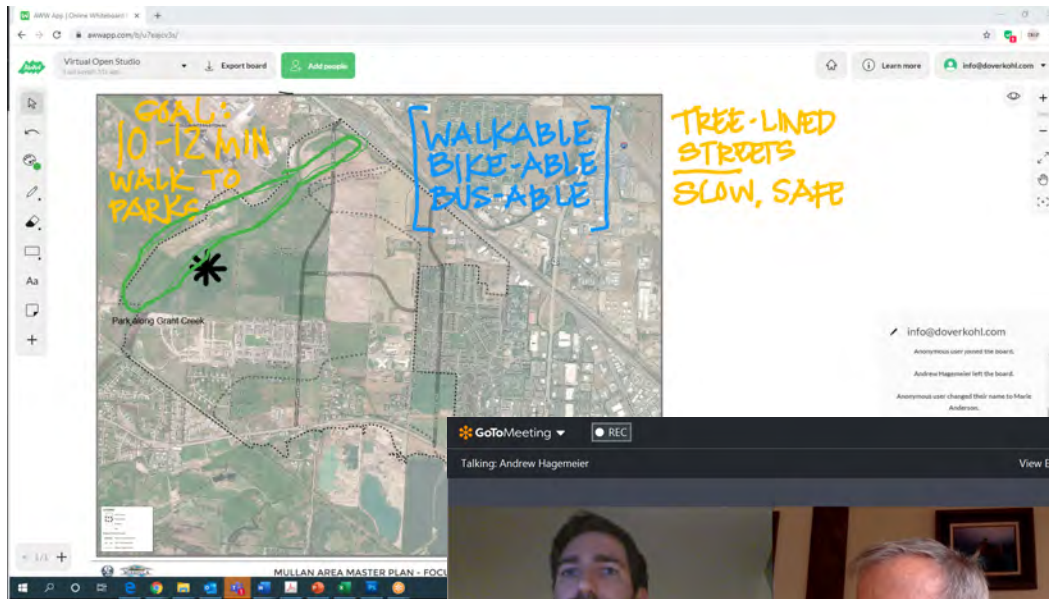 AWW App | Online Whiteboard
awwapp.com/b/u7
Virtual Open Studio
Export board
Add people
Learn more
info@doverkohl.com
GOAL:
10-12 MIN
WALK TO
PARKS
[WALKABLE
BIKE-ABLE
BUS-ABLE]
TREE-LINED
STREETS
SLOW, SAFE
Aa
Park Along Grant Creek
info@doverkohl.com
Anonymous user joined the board.
Andrew Hagemeier left the board.
Anonymous user changed their name to Marie
Anderson.
GoToMeeting
REC
Talking: Andrew Hagemeier
View E
1/1
MULLAN AREA MASTER PLAN - FOCU